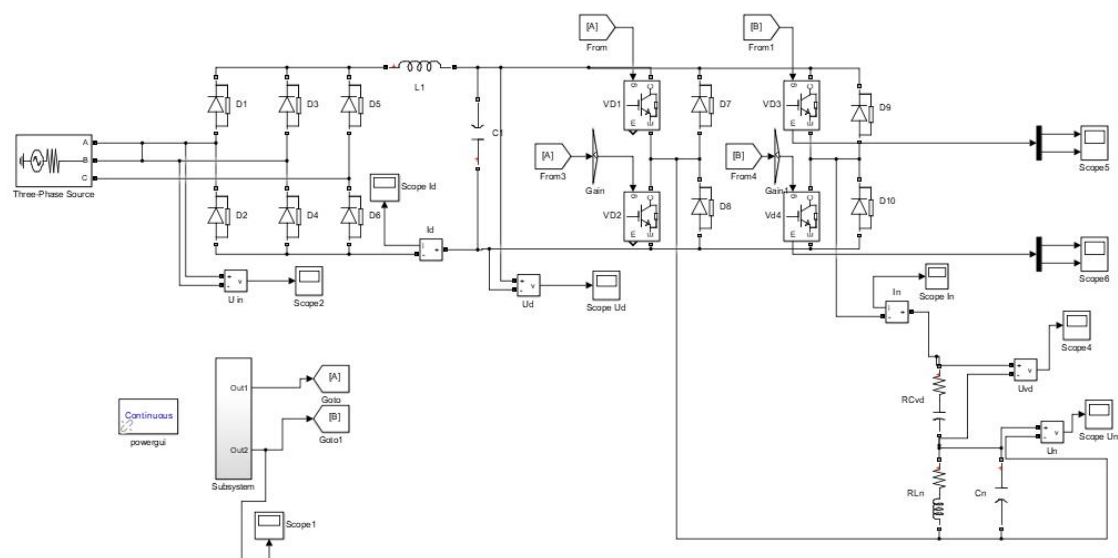 [A]
From
[B]
From1
L1
D1
D3
D5
C1
g
C
E
VD1
D7
g
C
E
VD3
D9
A
B
C
Three-Phase Source
[A]
From3
Gain
[B]
From4
Gain1
Scope5
Scope Id
D2
D4
D6
Id
i
+
-
g
C
E
VD2
D8
g
C
E
Vd4
D10
+
-
v
U in
Scope2
+
-
v
Ud
Scope Ud
Scope6
In
i
+
-
Scope In
Scope4
+
-
v
Uvd
RCvd
Out1
[A]
Goto
Continuous
powergui
[B]
Goto1
Out2
Subsystem
+
-
v
Un
Scope Un
RLn
Cn
Scope1